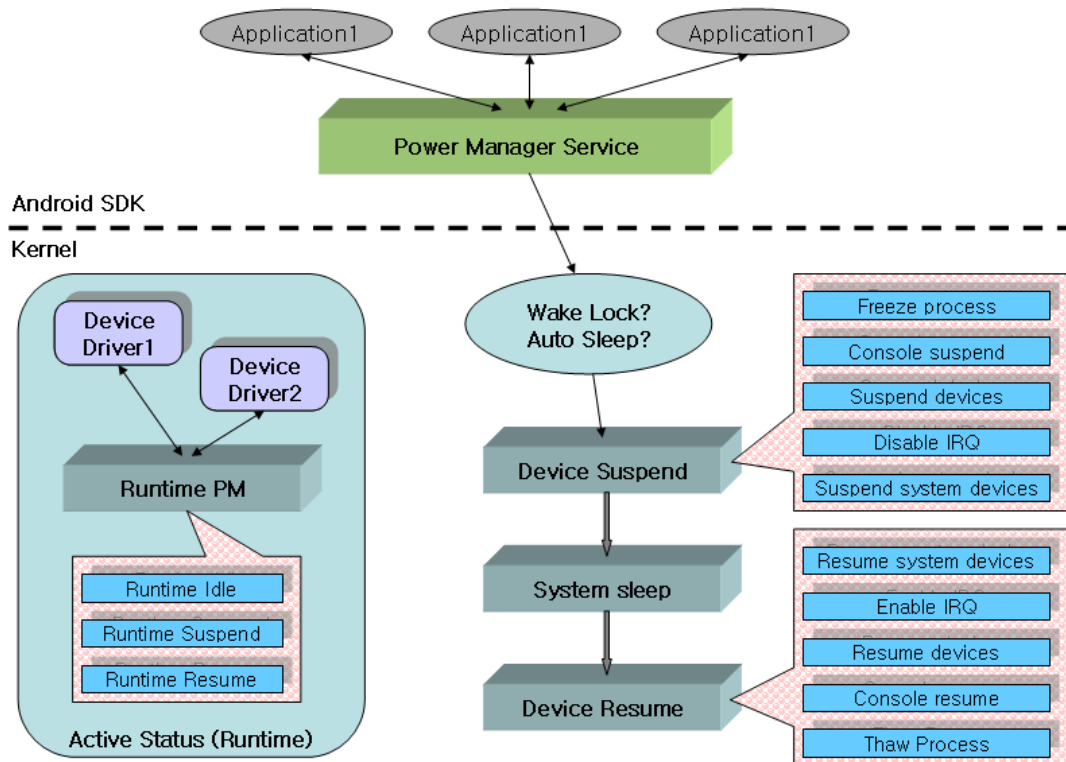 Application1
Application1
Application1
Power Manager Service
Android SDK
Kernel
Device
Driver1
Device
Driver2
Runtime PM
Runtime Idle
Runtime Suspend
Runtime Resume
Active Status (Runtime)
Wake Lock?
Auto Sleep?
Device Suspend
System sleep
Device Resume
Freeze process
Console suspend
Suspend devices
Disable IRQ
Suspend system devices
Resume system devices
Enable IRQ
Resume devices
Console resume
Thaw Process